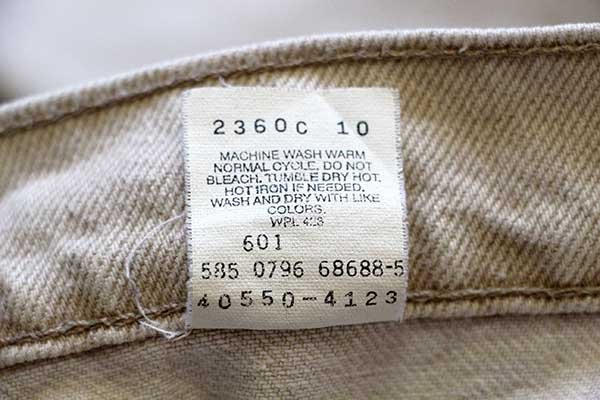 2360C 10
MACHINE WASH WARM
NORMAL CYCLE. DO NOT
BLEACH. TUMBLE DRY HOT.
HOT IRON IF NEEDED.
WASH AND DRY WITH LIKE
COLORS.
WPL 423
601
585 0796 68688-5
40550-4123